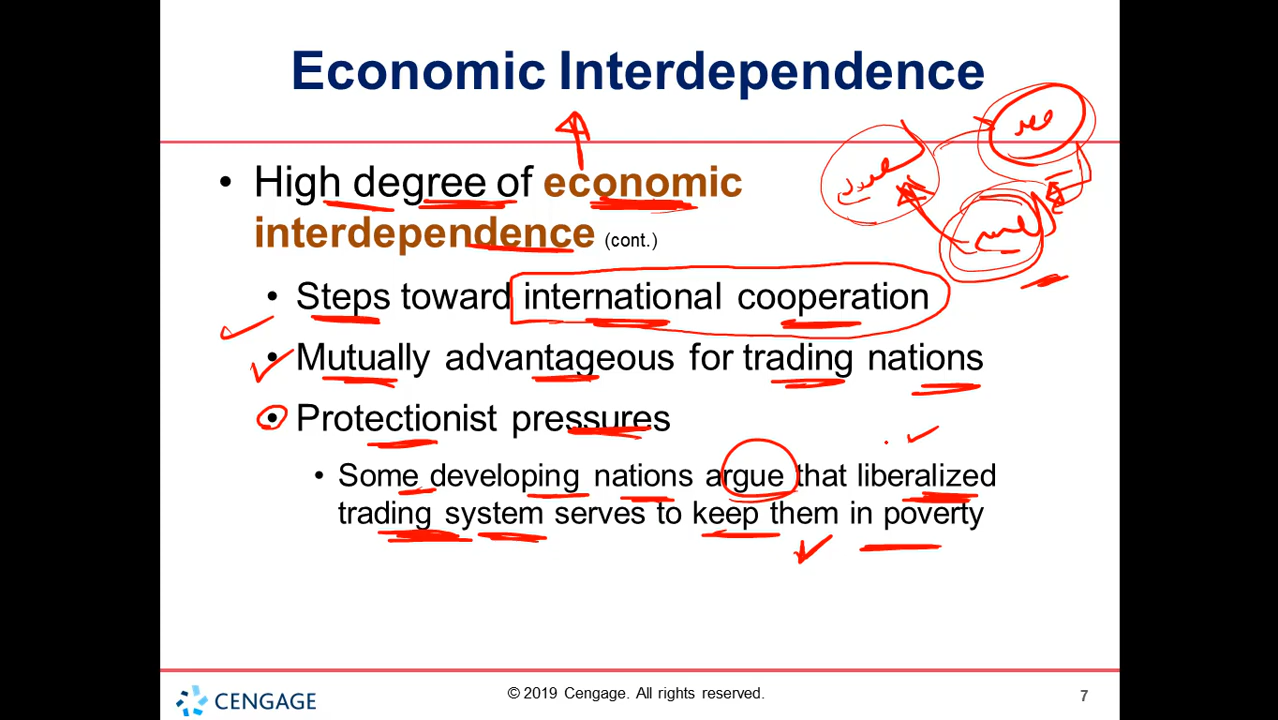 Economic Interdependence
• High degree of economic
interdependence (cont.)
• Steps toward international cooperation
• Mutually advantageous for trading nations
• Protectionist pressures
• Some developing nations argue that liberalized
trading system serves to keep them in poverty
مصر
CENGAGE
© 2019 Cengage. All rights reserved.
7